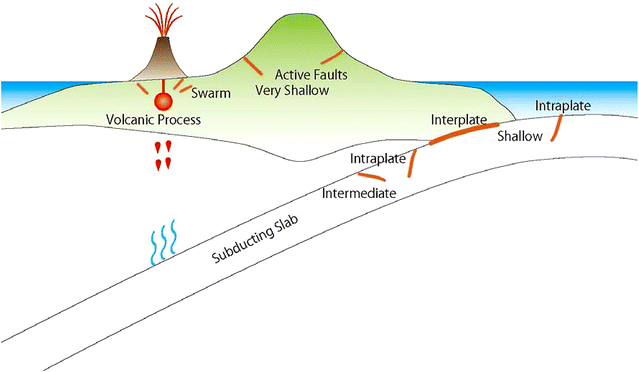 Active Faults
Very Shallow
Swarm
Volcanic Process
Interplate
Intraplate
Shallow
Intraplate
Intermediate
Subducting Slab